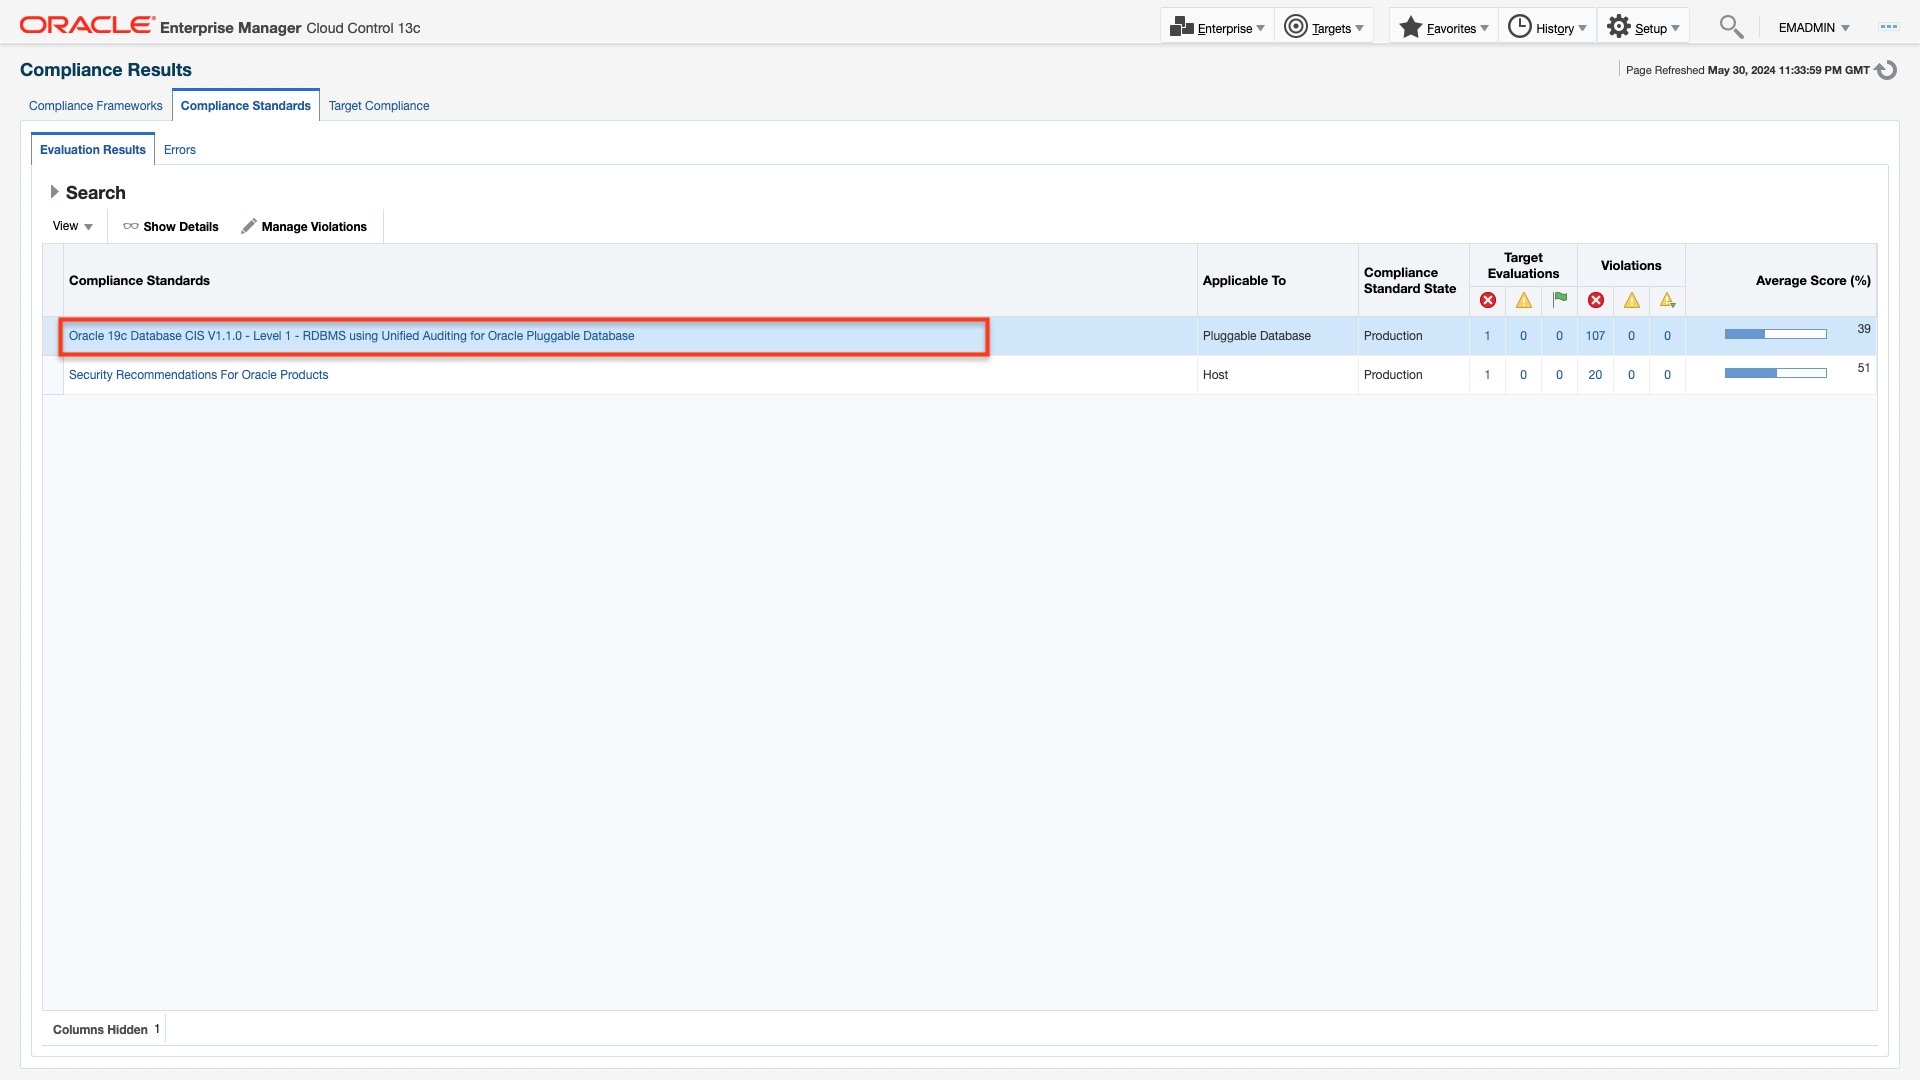 ORACLE Enterprise Manager Cloud Control 13c
Enterprise
Targets
Favorites
History
Setup
EMADMIN
Compliance Results
Page Refreshed May 30, 2024 11:33:59 PM GMT
Compliance Frameworks
Compliance Standards
Target Compliance
Evaluation Results
Errors
Search
View
Show Details
Manage Violations
Compliance Standards
Applicable To
Compliance
Standard State
Target
Evaluations
Violations
Average Score (%)
Oracle 19c Database CIS V1.1.0 - Level 1 - RDBMS using Unified Auditing for Oracle Pluggable Database Pluggable Database Production 1 0 0 107 0 0 39
Security Recommendations For Oracle Products Host Production 1 0 0 20 0 0 51
Columns Hidden 1